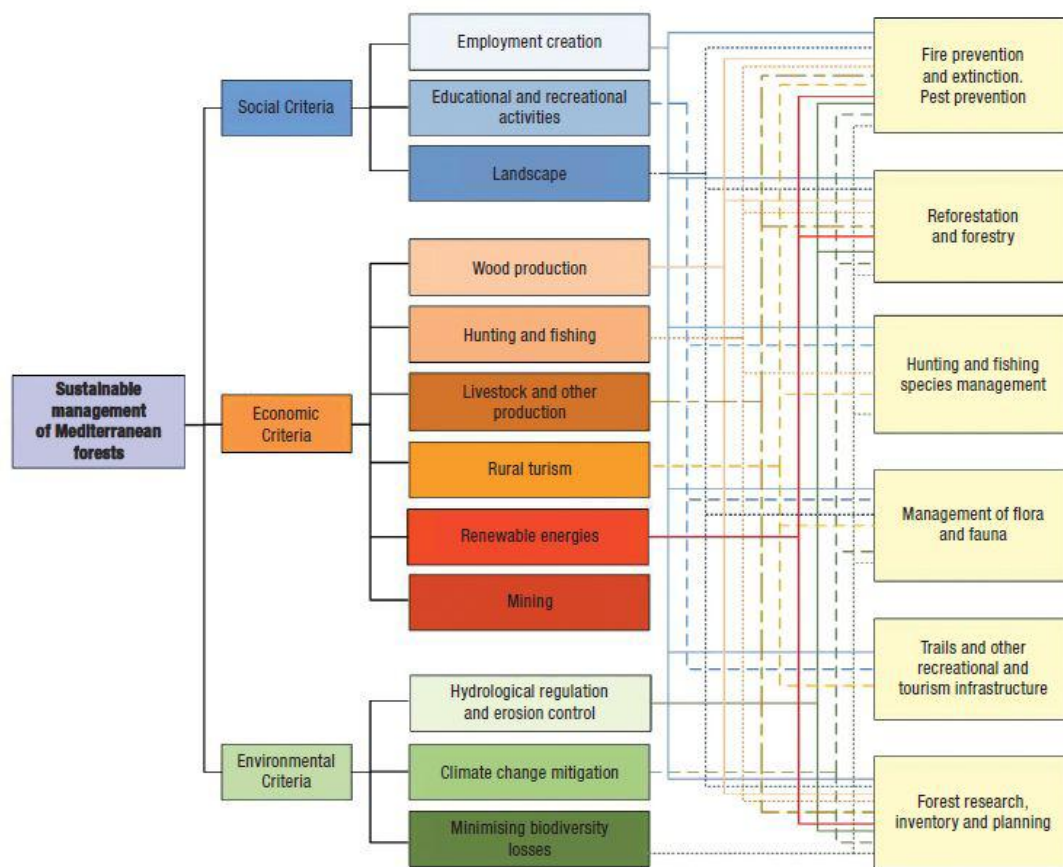 Sustainable
management
of Mediterranean
forests
Social Criteria
Economic
Criteria
Environmental
Criteria
Employment creation
Educational and recreational
activities
Landscape
Wood production
Hunting and fishing
Livestock and other
production
Rural turism
Renewable energies
Mining
Hydrological regulation
and erosion control
Climate change mitigation
Minimising biodiversity
losses
Fire prevention
and extinction.
Pest prevention
Reforestation
and forestry
Hunting and fishing
species management
Management of flora
and fauna
Trails and other
recreational and
tourism infrastructure
Forest research,
inventory and planning